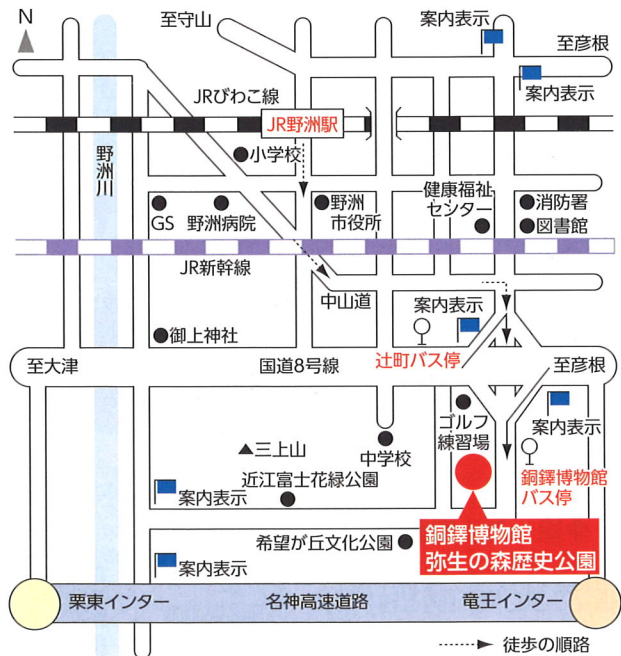 N
至守山
案内表示
至彦根
案内表示
JRびわこ線
JR野洲駅
小学校
野洲川
GS
野洲病院
野洲
市役所
健康福祉
センター
消防署
図書館
JR新幹線
中山道
案内表示
辻町バス停
御上神社
至大津
国道8号線
至彦根
ゴルフ
練習場
案内表示
中学校
三上山
近江富士花緑公園
案内表示
銅鐸博物館
バス停
銅鐸博物館
弥生の森歴史公園
希望が丘文化公園
案内表示
栗東インター
名神高速道路
竜王インター
徒歩の順路